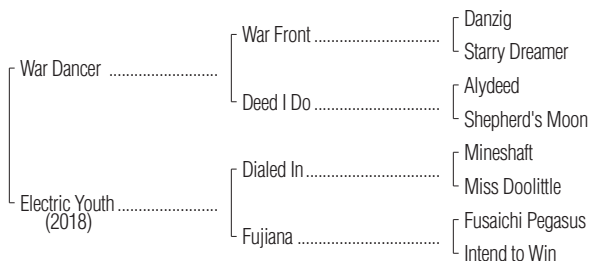 War Dancer
Electric Youth
(2018)
War Front
Deed I Do
Dialed In
Fujiana
Danzig
Starry Dreamer
Alydeed
Shepherd's Moon
Mineshaft
Miss Doolittle
Fusaichi Pegasus
Intend to Win